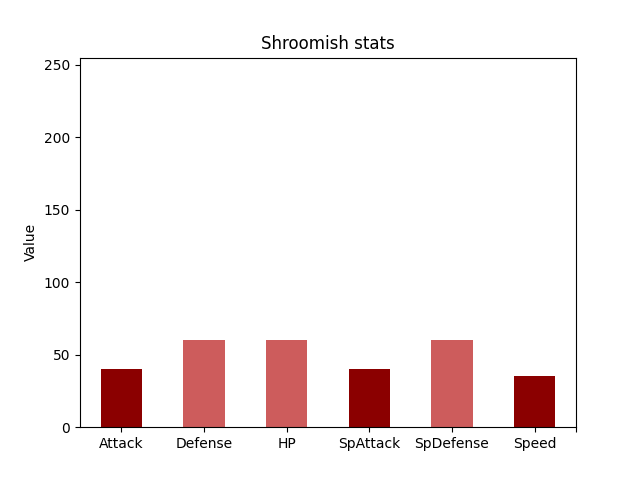 Shroomish stats
250
200
150
100
50
0
Value
Attack
Defense
HP
SpAttack
SpDefense
Speed